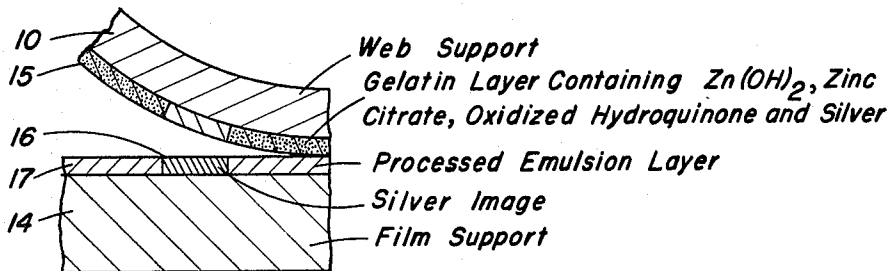 10
15
Web Support
Gelatin Layer Containing Zn(OH)2, Zinc
Citrate, Oxidized Hydroquinone and Silver
16
Processed Emulsion Layer
17
Silver Image
14
Film Support